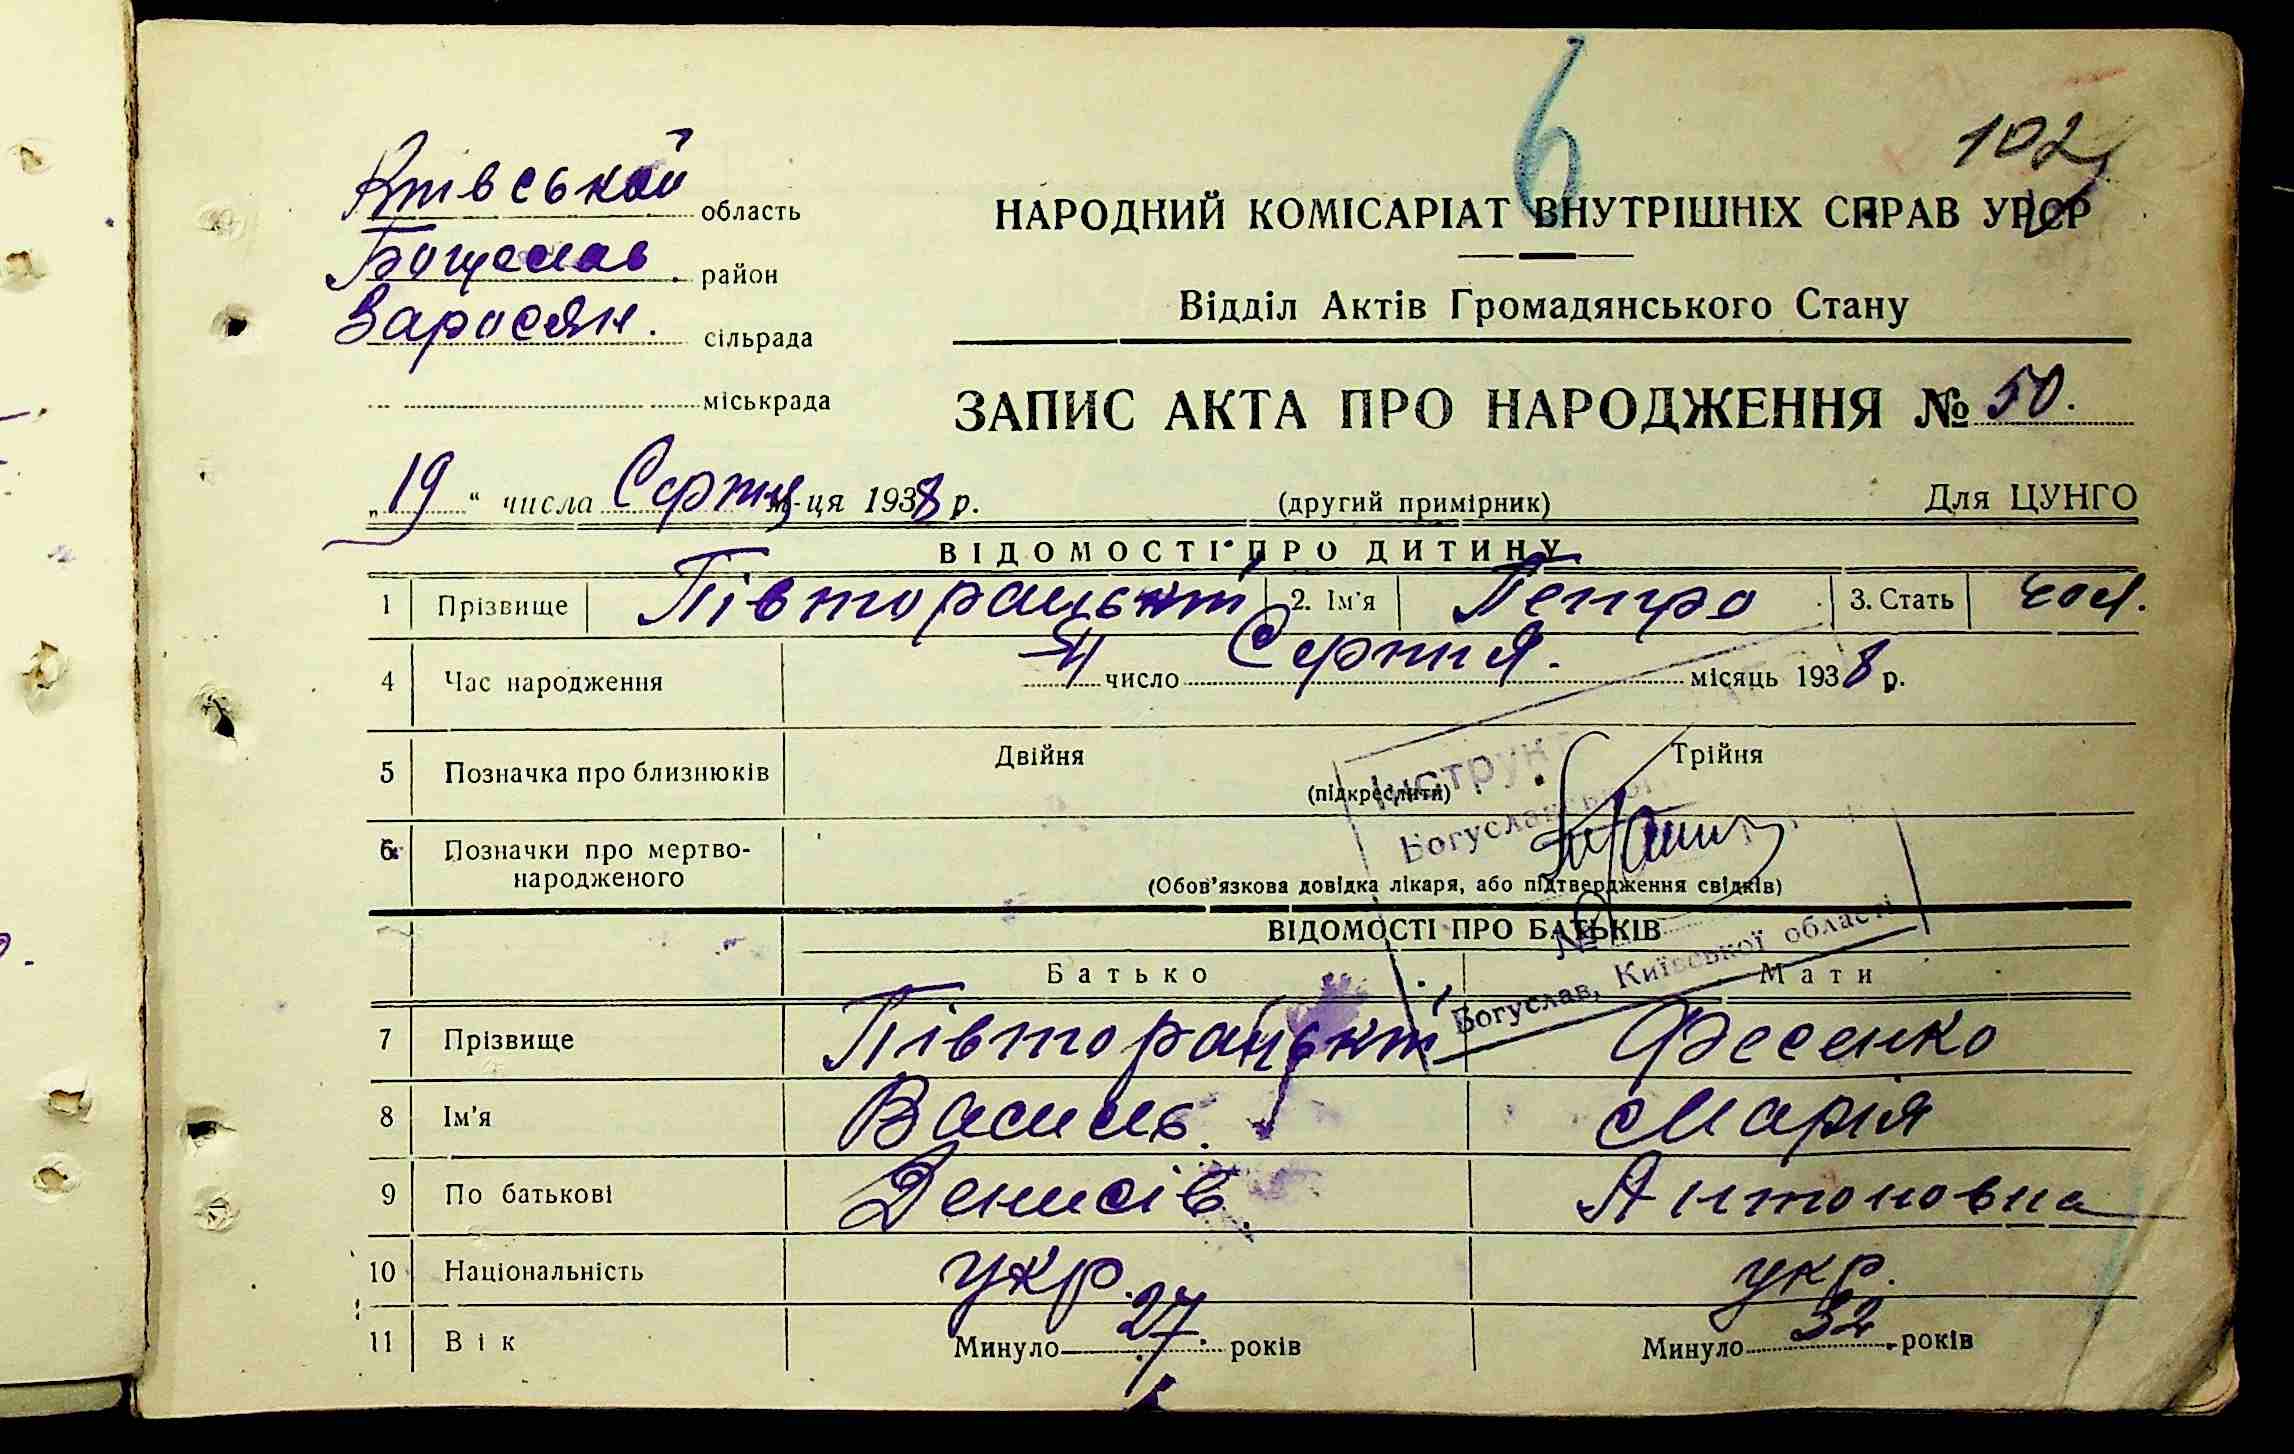 6
102
Київської область
Богуслав. район
Заросян. сільрада
міськрада
НАРОДНИЙ КОМІСАРІАТ ВНУТРІШНІХ СПРАВ УРСР
Відділ Актів Громадянського Стану
ЗАПИС АКТА ПРО НАРОДЖЕННЯ № 50.
„19“ числа Серпня м-ця 1938 р.
(другий примірник)
Для ЦУНГО
ВІДОМОСТІ ПРО ДИТИНУ
1 Прізвище Півторацькій 2. Ім'я Петро 3. Стать чол.
4 Час народження число Серпня. місяць 1938 р.
5 Позначка про близнюків Двійня Трійня
(підкреслити)
6 Позначки про мертво-
народженого
(Обов'язкова довідка лікаря, або підтвердження свідків)
Богуслав, Київської області
ВІДОМОСТІ ПРО БАТЬКІВ
Батько Мати
7 Прізвище Півторацькій Фесенко
8 Ім'я Василь. Марія
9 По батькові Денисів. Антоновна
10 Національність укр. укр.
11 Вік Минуло 27 років Минуло 32 років